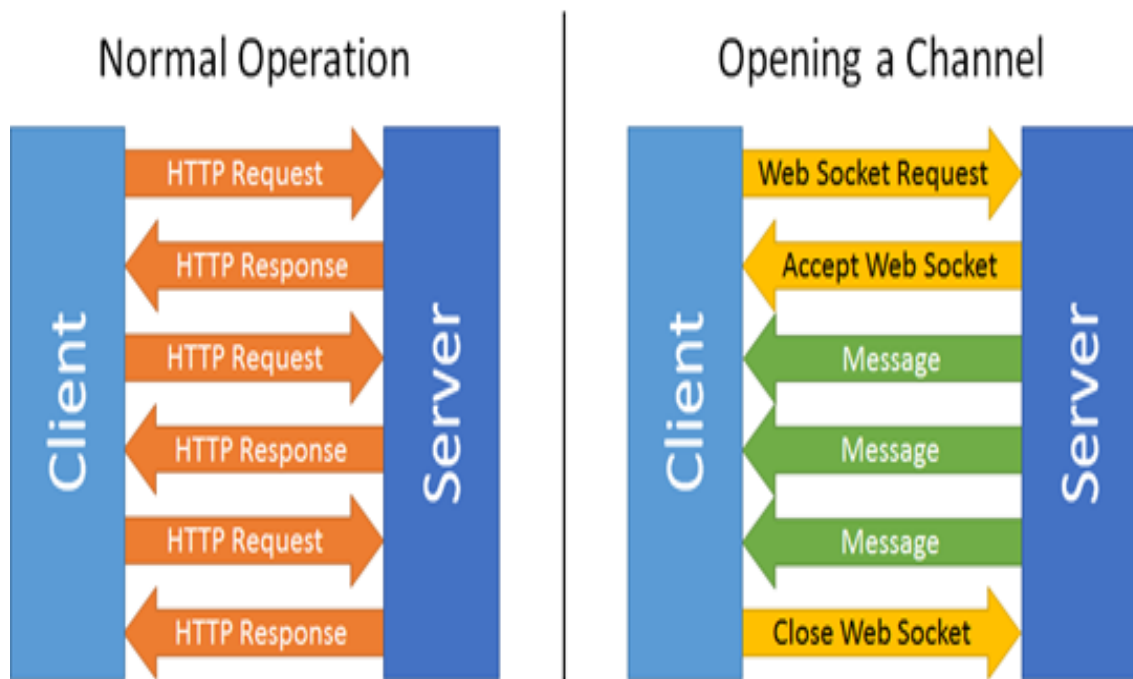 Normal Operation
Client
HTTP Request
HTTP Response
HTTP Request
HTTP Response
HTTP Request
HTTP Response
Server
Opening a Channel
Client
Web Socket Request
Accept Web Socket
Message
Message
Message
Close Web Socket
Server